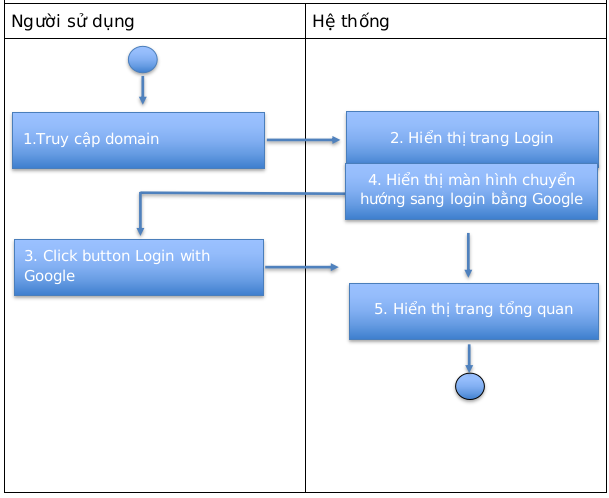 Người sử dụng
Hệ thống
1.Truy cập domain
2. Hiển thị trang Login
4. Hiển thị màn hình chuyển
hướng sang login bằng Google
3. Click button Login with
Google
5. Hiển thị trang tổng quan